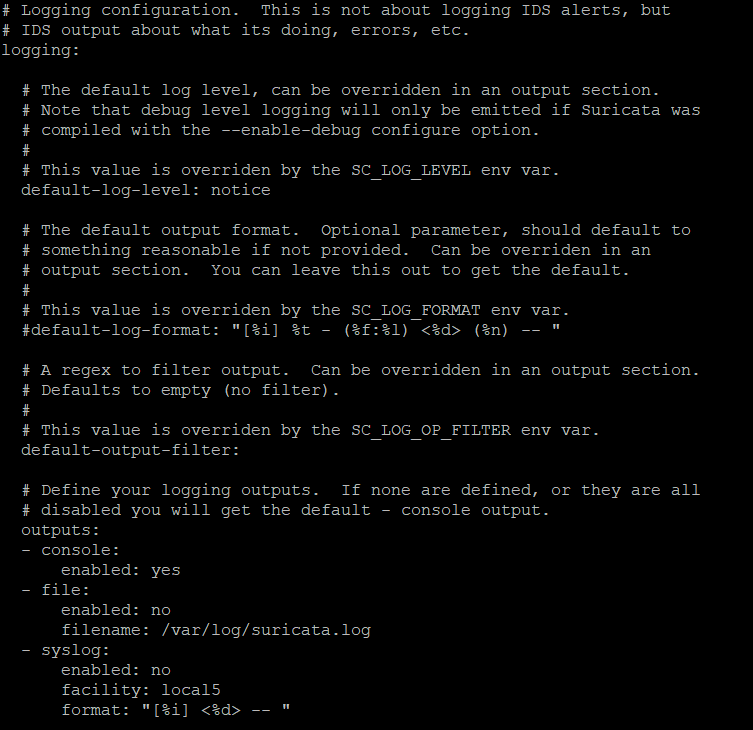 # Logging configuration.  This is not about logging IDS alerts, but
# IDS output about what its doing, errors, etc.
logging:

  # The default log level, can be overridden in an output section.
  # Note that debug level logging will only be emitted if Suricata was
  # compiled with the --enable-debug configure option.
  #
  # This value is overriden by the SC_LOG_LEVEL env var.
  default-log-level: notice

  # The default output format.  Optional parameter, should default to
  # something reasonable if not provided.  Can be overriden in an
  # output section.  You can leave this out to get the default.
  #
  # This value is overriden by the SC_LOG_FORMAT env var.
  #default-log-format: "[%i] %t - (%f:%l) <%d> (%n) -- "

  # A regex to filter output.  Can be overridden in an output section.
  # Defaults to empty (no filter).
  #
  # This value is overriden by the SC_LOG_OP_FILTER env var.
  default-output-filter:

  # Define your logging outputs.  If none are defined, or they are all
  # disabled you will get the default - console output.
  outputs:
  - console:
      enabled: yes
  - file:
      enabled: no
      filename: /var/log/suricata.log
  - syslog:
      enabled: no
      facility: local5
      format: "[%i] <%d> -- "